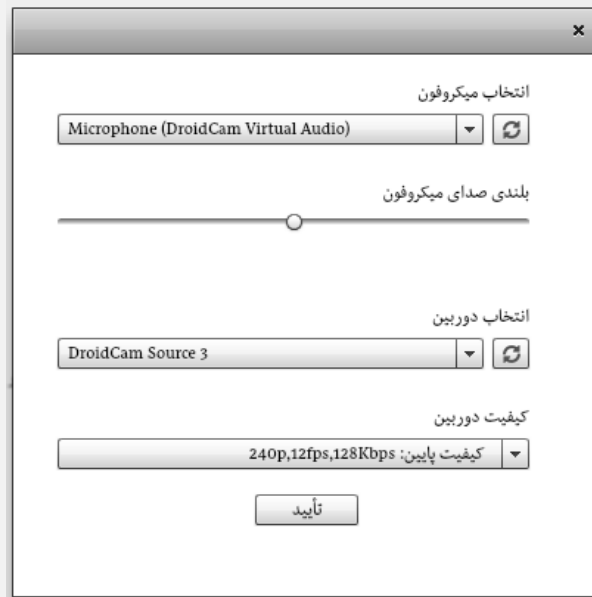 انتخاب میکروفون
Microphone (DroidCam Virtual Audio)
بلندی صدای میکروفون
انتخاب دوربین
DroidCam Source 3
کیفیت دوربین
کیفیت پایین: 240p,12fps,128Kbps
تأیید